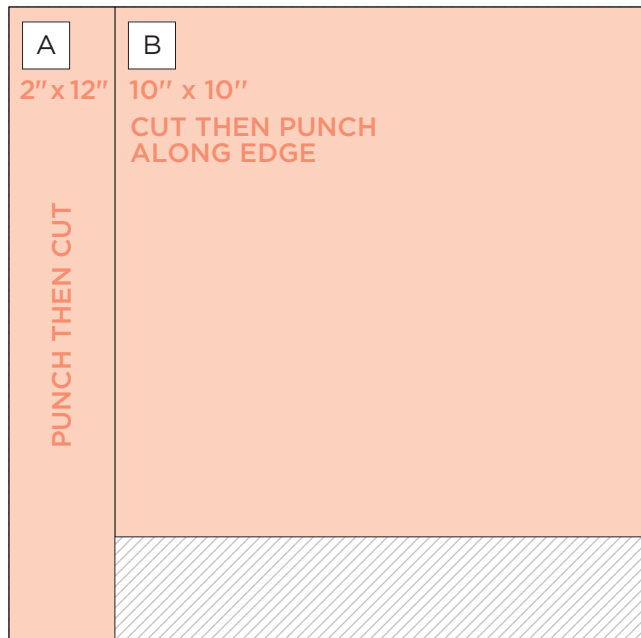 A
2" x 12"
PUNCH THEN CUT
B
10" x 10"
CUT THEN PUNCH
ALONG EDGE